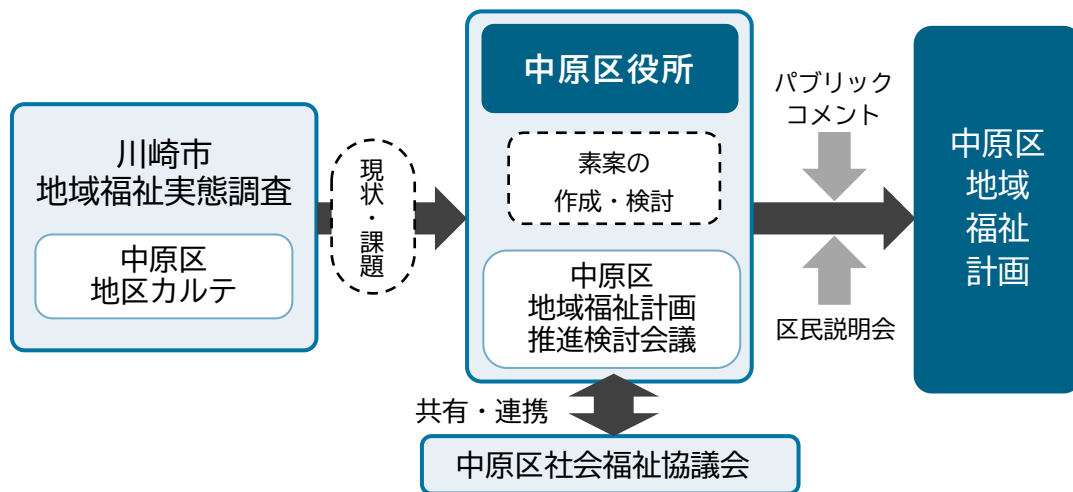 川崎市
地域福祉実態調査
中原区
地区カルテ
現状・課題
中原区役所
素案の
作成・検討
中原区
地域福祉計画
推進検討会議
共有・連携
中原区社会福祉協議会
パブリック
コメント
区民説明会
中原区
地域
福祉
計画